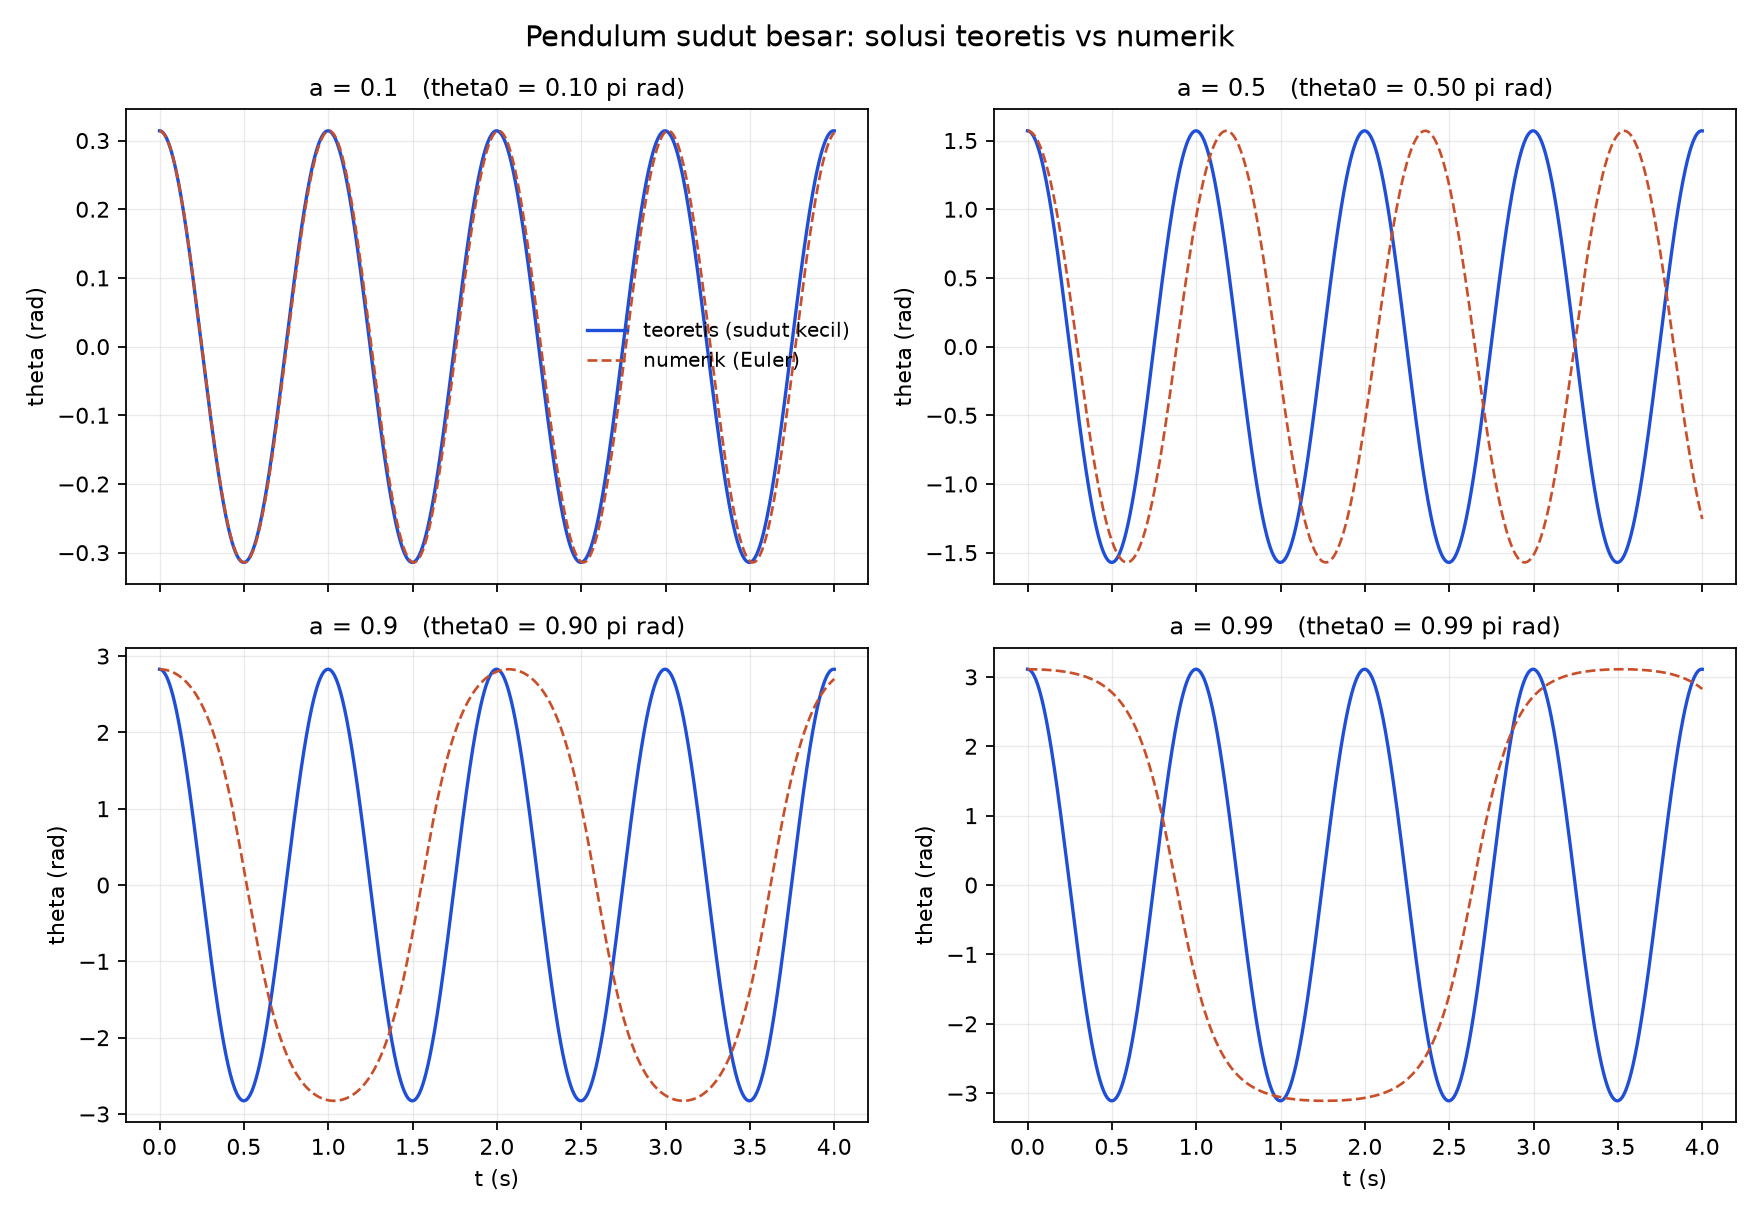 Pendulum sudut besar: solusi teoretis vs numerik
a = 0.1 (theta0 = 0.10 pi rad)
theta (rad)
0.3
0.2
0.1
0.0
−0.1
−0.2
−0.3
teoretis (sudut kecil)
numerik (Euler)
a = 0.5 (theta0 = 0.50 pi rad)
theta (rad)
1.5
1.0
0.5
0.0
−0.5
−1.0
−1.5
a = 0.9 (theta0 = 0.90 pi rad)
theta (rad)
3
2
1
0
−1
−2
−3
0.0 0.5 1.0 1.5 2.0 2.5 3.0 3.5 4.0
t (s)
a = 0.99 (theta0 = 0.99 pi rad)
theta (rad)
3
2
1
0
−1
−2
−3
0.0 0.5 1.0 1.5 2.0 2.5 3.0 3.5 4.0
t (s)